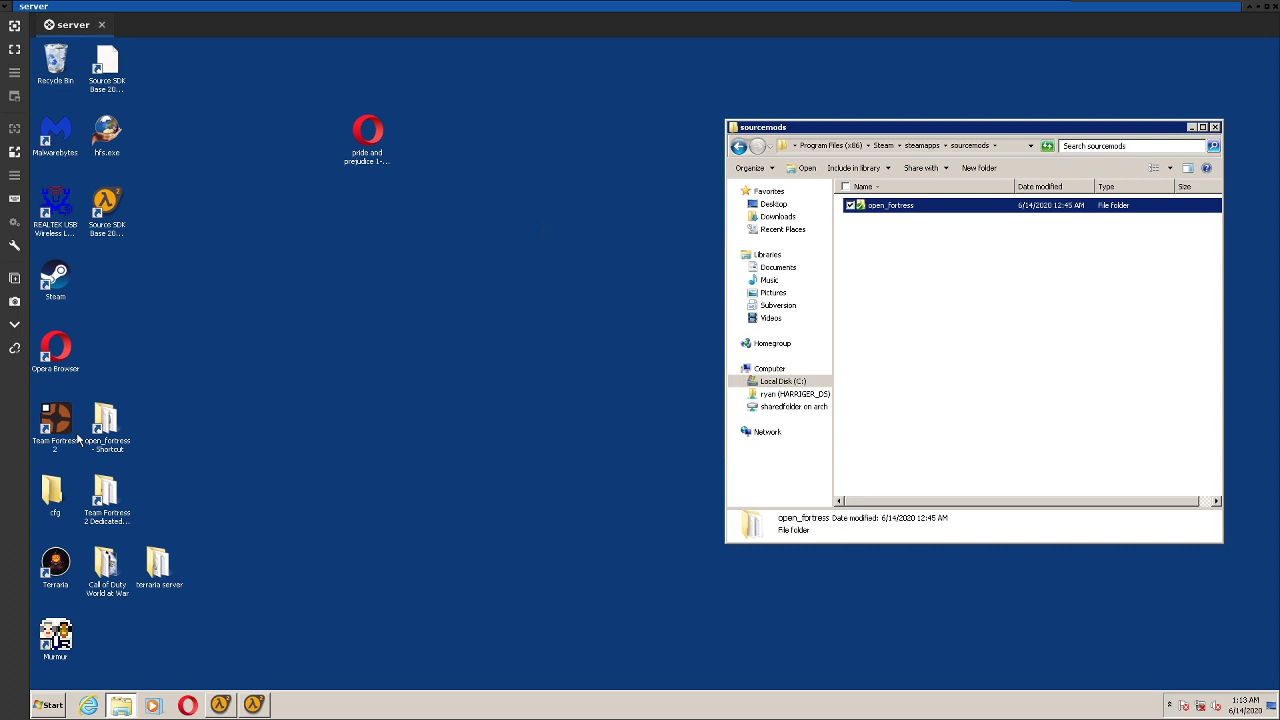 server
server
Recycle Bin
Source SDK
Base 20...
Malwarebytes
hfs.exe
pride and
prejudice 1-...
REALTEK USB
Wireless L...
Source SDK
Base 20...
Steam
Opera Browser
Team Fortress
2
open_fortress
- Shortcut
cfg
Team Fortress
2 Dedicated...
Terraria
Call of Duty
World at War
terraria server
Murmur
sourcemods
Program Files (x86) Steam steamapps sourcemods
Search sourcemods
Organize Open Include in library Share with New folder
Name Date modified Type Size
open_fortress 6/14/2020 12:45 AM File folder
Favorites
Desktop
Downloads
Recent Places
Libraries
Documents
Music
Pictures
Subversion
Videos
Homegroup
Computer
Local Disk (C:)
ryan (HARRIGER_DS)
sharedfolder on arch
Network
open_fortress Date modified: 6/14/2020 12:45 AM
File folder
Start
1:13 AM
6/14/2020